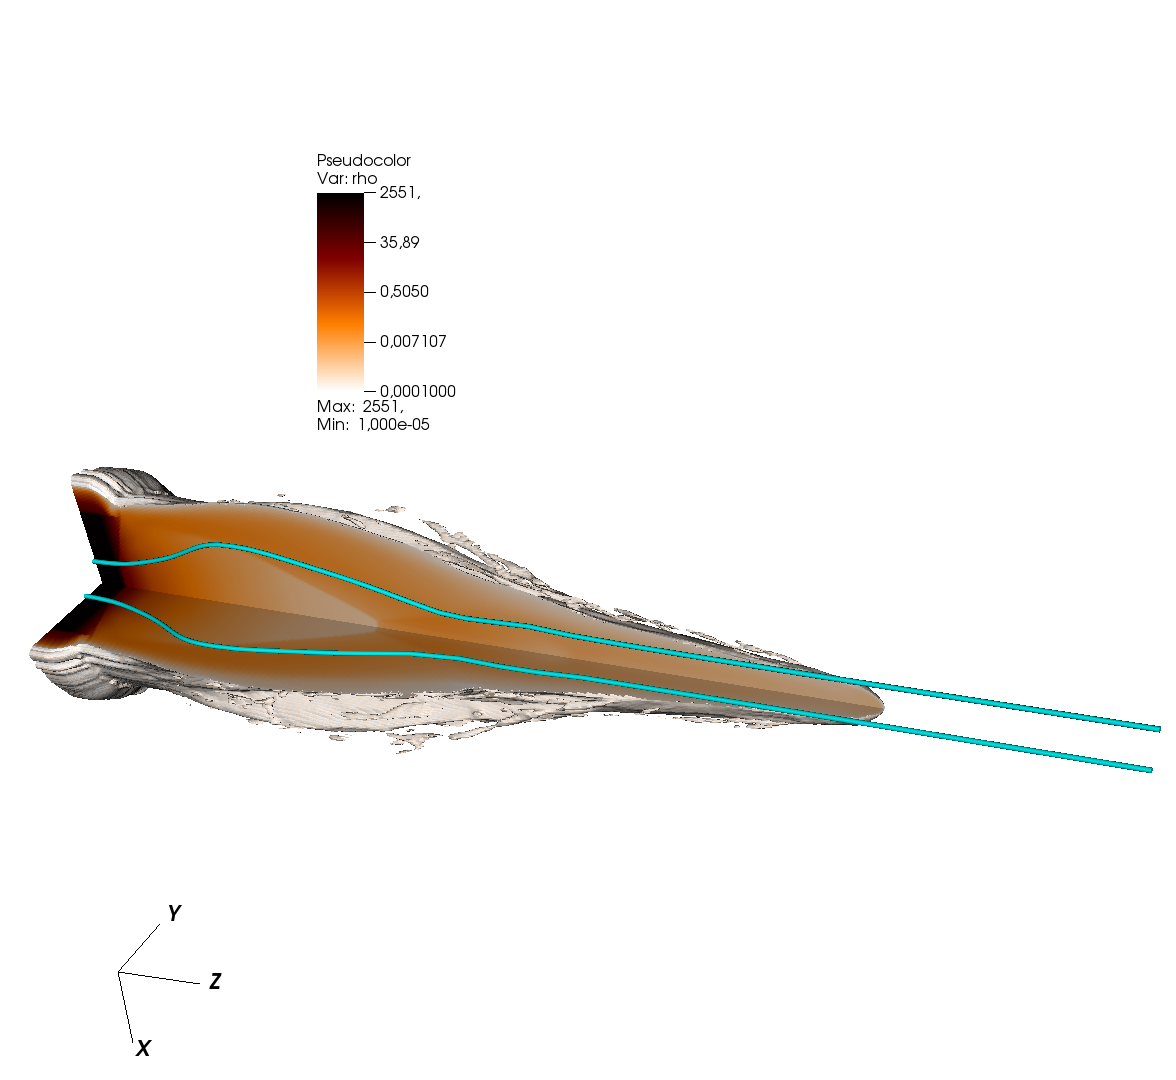 Pseudocolor
Var: rho
2551,
35,89
0,5050
0,007107
0,0001000
Max: 2551,
Min: 1,000e-05
Y
Z
X